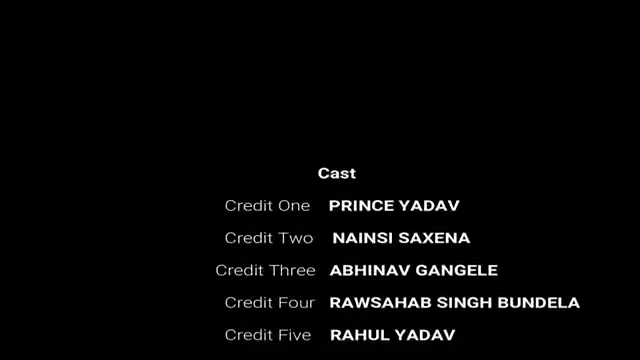 Cast
Credit One PRINCE YADAV
Credit Two NAINSI SAXENA
Credit Three ABHINAV GANGELE
Credit Four RAWSAHAB SINGH BUNDELA
Credit Five RAHUL YADAV